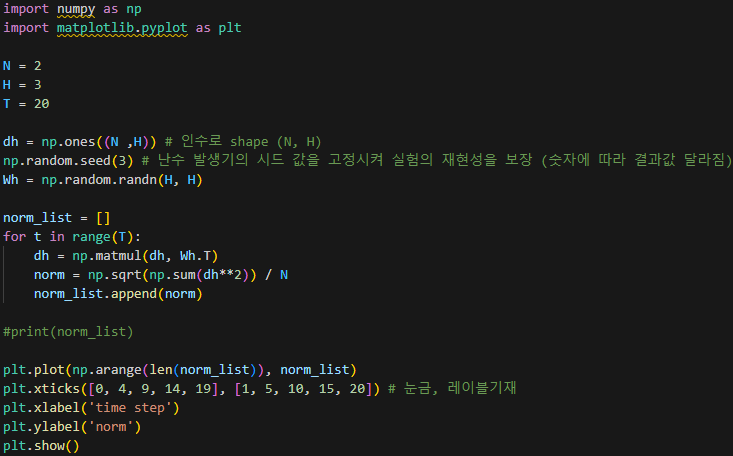 import numpy as np
import matplotlib.pyplot as plt
N = 2
H = 3
T = 20
dh = np.ones((N ,H)) # 인수로 shape (N, H)
np.random.seed(3) # 난수 발생기의 시드 값을 고정시켜 실험의 재현성을 보장 (숫자에 따라 결과값 달라짐)
Wh = np.random.randn(H, H)
norm_list = []
for t in range(T):
    dh = np.matmul(dh, Wh.T)
    norm = np.sqrt(np.sum(dh**2)) / N
    norm_list.append(norm)
#print(norm_list)
plt.plot(np.arange(len(norm_list)), norm_list)
plt.xticks([0, 4, 9, 14, 19], [1, 5, 10, 15, 20]) # 눈금, 레이블기재
plt.xlabel('time step')
plt.ylabel('norm')
plt.show()